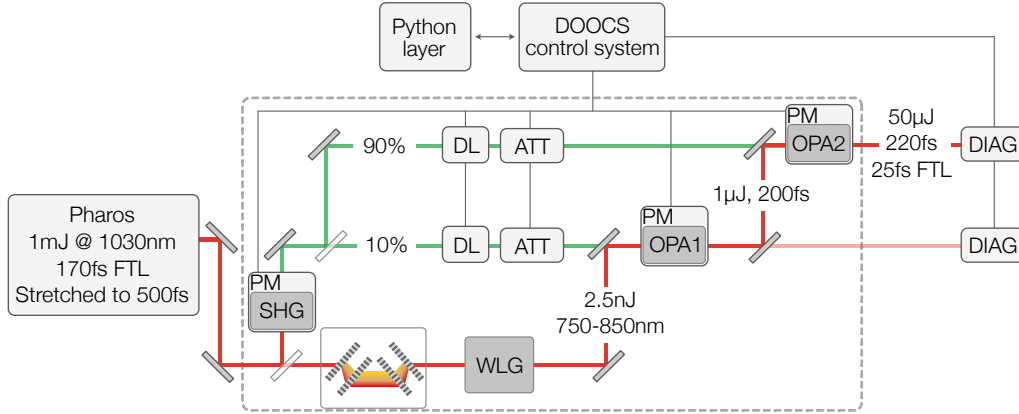 Python
layer
DOOCS
control system
PM
OPA2
50µJ
220fs
25fs FTL
DIAG
90%
DL
ATT
1µJ, 200fs
Pharos
1mJ @ 1030nm
170fs FTL
Stretched to 500fs
10%
DL
ATT
PM
OPA1
DIAG
PM
SHG
2.5nJ
750-850nm
WLG